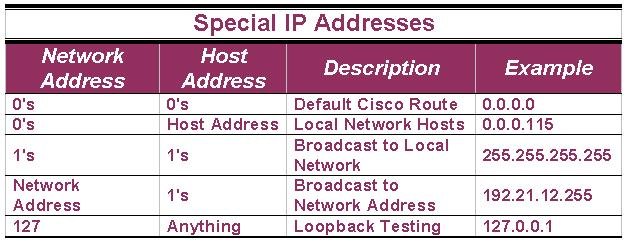 Special IP Addresses
Network Address Host Address Description Example
0's 0's Default Cisco Route 0.0.0.0
0's Host Address Local Network Hosts 0.0.0.115
1's 1's Broadcast to Local Network 255.255.255.255
Network Address 1's Broadcast to Network Address 192.21.12.255
127 Anything Loopback Testing 127.0.0.1